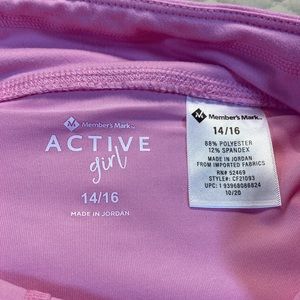 Member's Mark
ACTIVE
girl
14/16
MADE IN JORDAN
Member's Mark
14/16
88% POLYESTER
12% SPANDEX
MADE IN JORDAN
FROM IMPORTED FABRICS
RN# 52469
STYLE#: CF21093
UPC: 1 93968086824
10/20